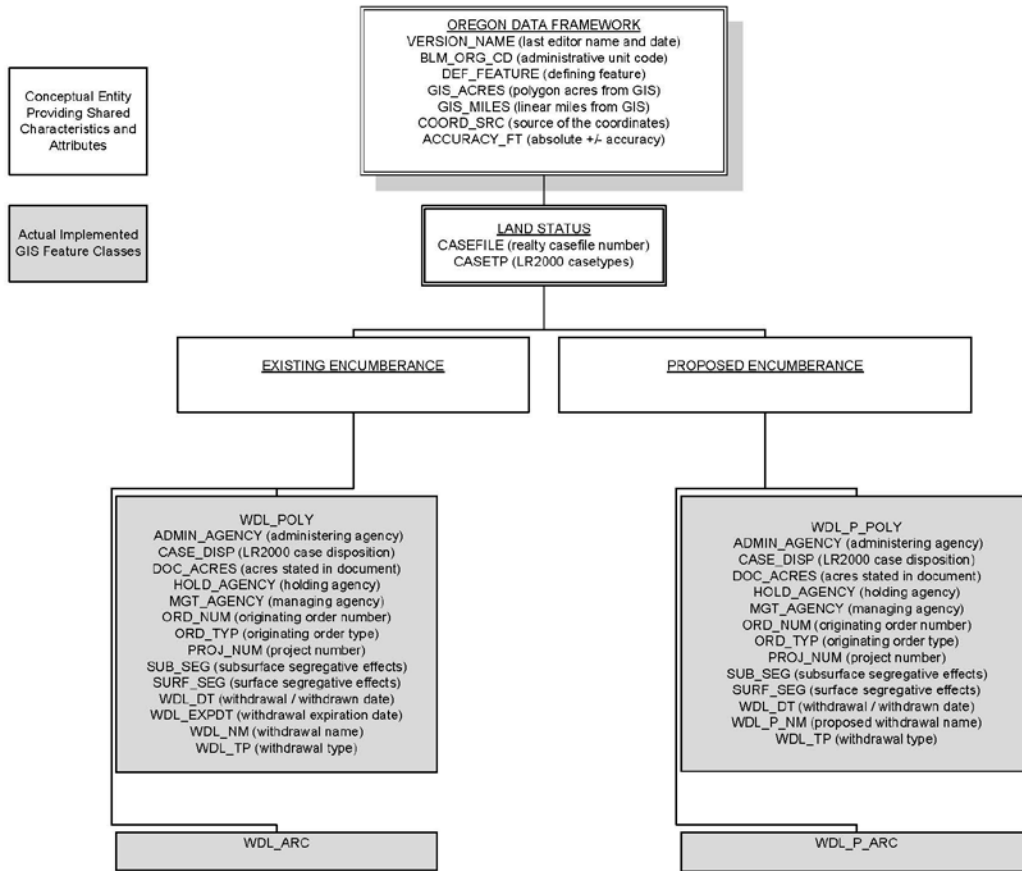 OREGON DATA FRAMEWORK
VERSION_NAME (last editor name and date)
BLM_ORG_CD (administrative unit code)
DEF_FEATURE (defining feature)
GIS_ACRES (polygon acres from GIS)
GIS_MILES (linear miles from GIS)
COORD_SRC (source of the coordinates)
ACCURACY_FT (absolute +/- accuracy)
Conceptual Entity
Providing Shared
Characteristics and
Attributes
Actual Implemented
GIS Feature Classes
LAND STATUS
CASEFILE (realty casefile number)
CASETP (LR2000 casetypes)
EXISTING ENCUMBERANCE
PROPOSED ENCUMBERANCE
WDL_POLY
ADMIN_AGENCY (administering agency)
CASE_DISP (LR2000 case disposition)
DOC_ACRES (acres stated in document)
HOLD_AGENCY (holding agency)
MGT_AGENCY (managing agency)
ORD_NUM (originating order number)
ORD_TYP (originating order type)
PROJ_NUM (project number)
SUB_SEG (subsurface segregative effects)
SURF_SEG (surface segregative effects)
WDL_DT (withdrawal / withdrawn date)
WDL_EXPDT (withdrawal expiration date)
WDL_NM (withdrawal name)
WDL_TP (withdrawal type)
WDL_P_POLY
ADMIN_AGENCY (administering agency)
CASE_DISP (LR2000 case disposition)
DOC_ACRES (acres stated in document)
HOLD_AGENCY (holding agency)
MGT_AGENCY (managing agency)
ORD_NUM (originating order number)
ORD_TYP (originating order type)
PROJ_NUM (project number)
SUB_SEG (subsurface segregative effects)
SURF_SEG (surface segregative effects)
WDL_DT (withdrawal / withdrawn date)
WDL_P_NM (proposed withdrawal name)
WDL_TP (withdrawal type)
WDL_ARC
WDL_P_ARC